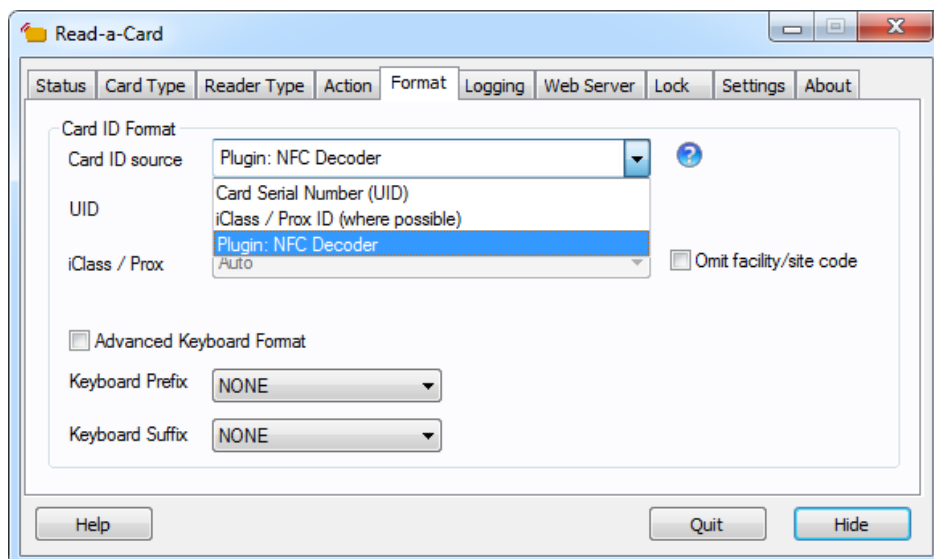 Read-a-Card
Status Card Type Reader Type Action Format Logging Web Server Lock Settings About
Card ID Format
Card ID source Plugin: NFC Decoder
Card Serial Number (UID)
UID
iClass / Prox ID (where possible)
Plugin: NFC Decoder
iClass / Prox Auto Omit facility/site code
Advanced Keyboard Format
Keyboard Prefix NONE
Keyboard Suffix NONE
Help Quit Hide